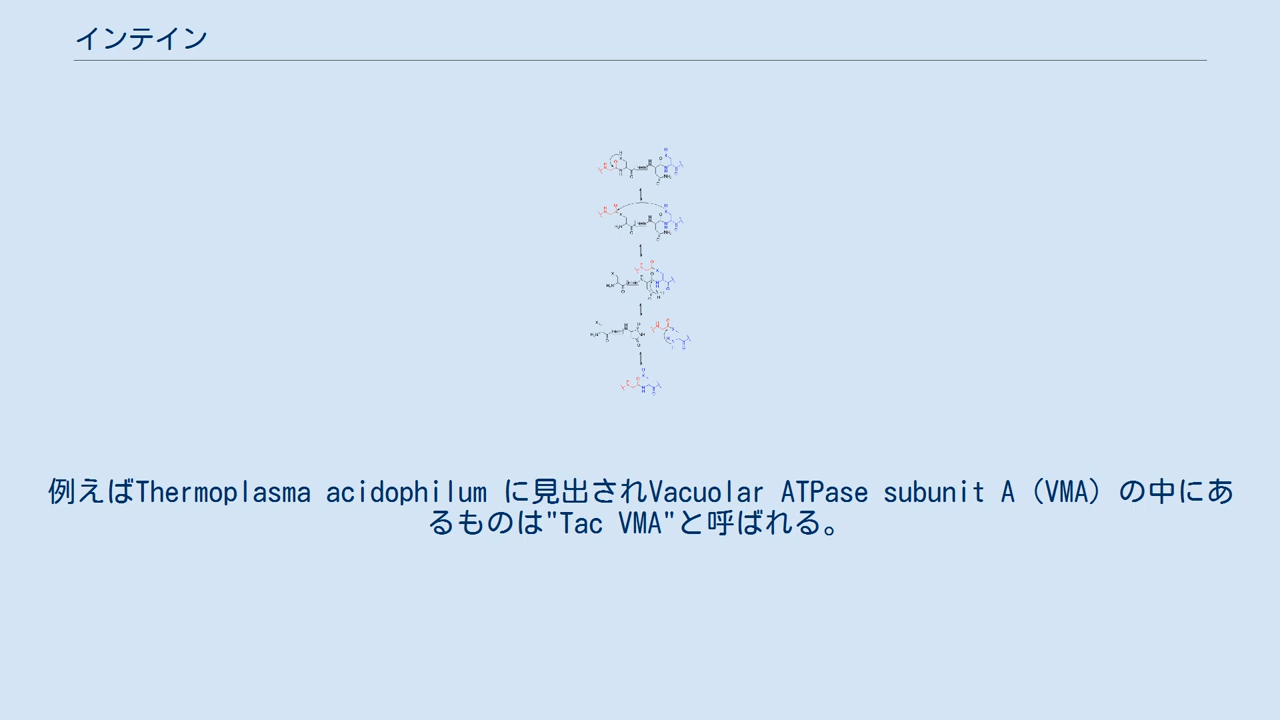 インテイン
例えばThermoplasma acidophilum に見出されVacuolar ATPase subunit A（VMA）の中にあ
るものは"Tac VMA"と呼ばれる。